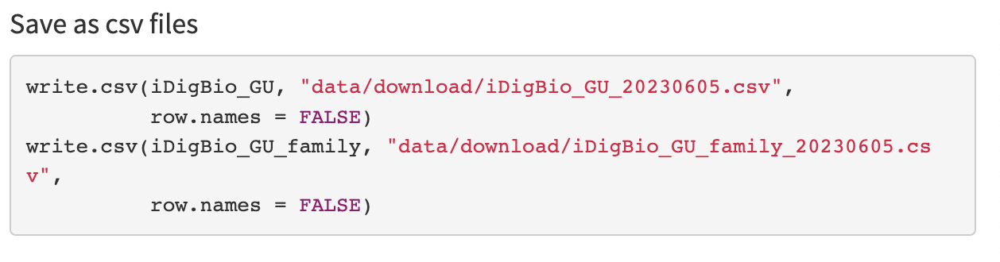 Save as csv files
write.csv(iDigBio_GU, "data/download/iDigBio_GU_20230605.csv",
          row.names = FALSE)
write.csv(iDigBio_GU_family, "data/download/iDigBio_GU_family_20230605.cs
v",
          row.names = FALSE)